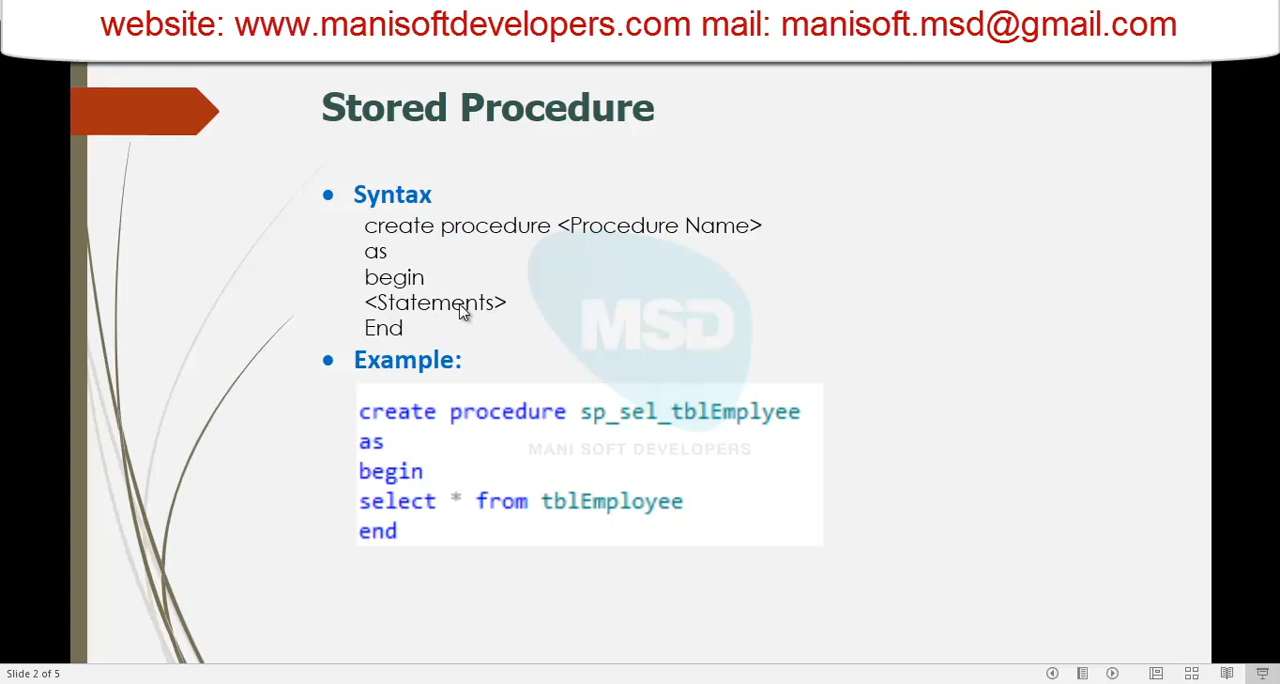 website: www.manisoftdevelopers.com mail: manisoft.msd@gmail.com
Stored Procedure
• Syntax
create procedure <Procedure Name>
as
begin
<Statements>
End
• Example:
create procedure sp_sel_tblEmplyee
as
begin
select * from tblEmployee
end
MSD
MANI SOFT DEVELOPERS
Slide 2 of 5